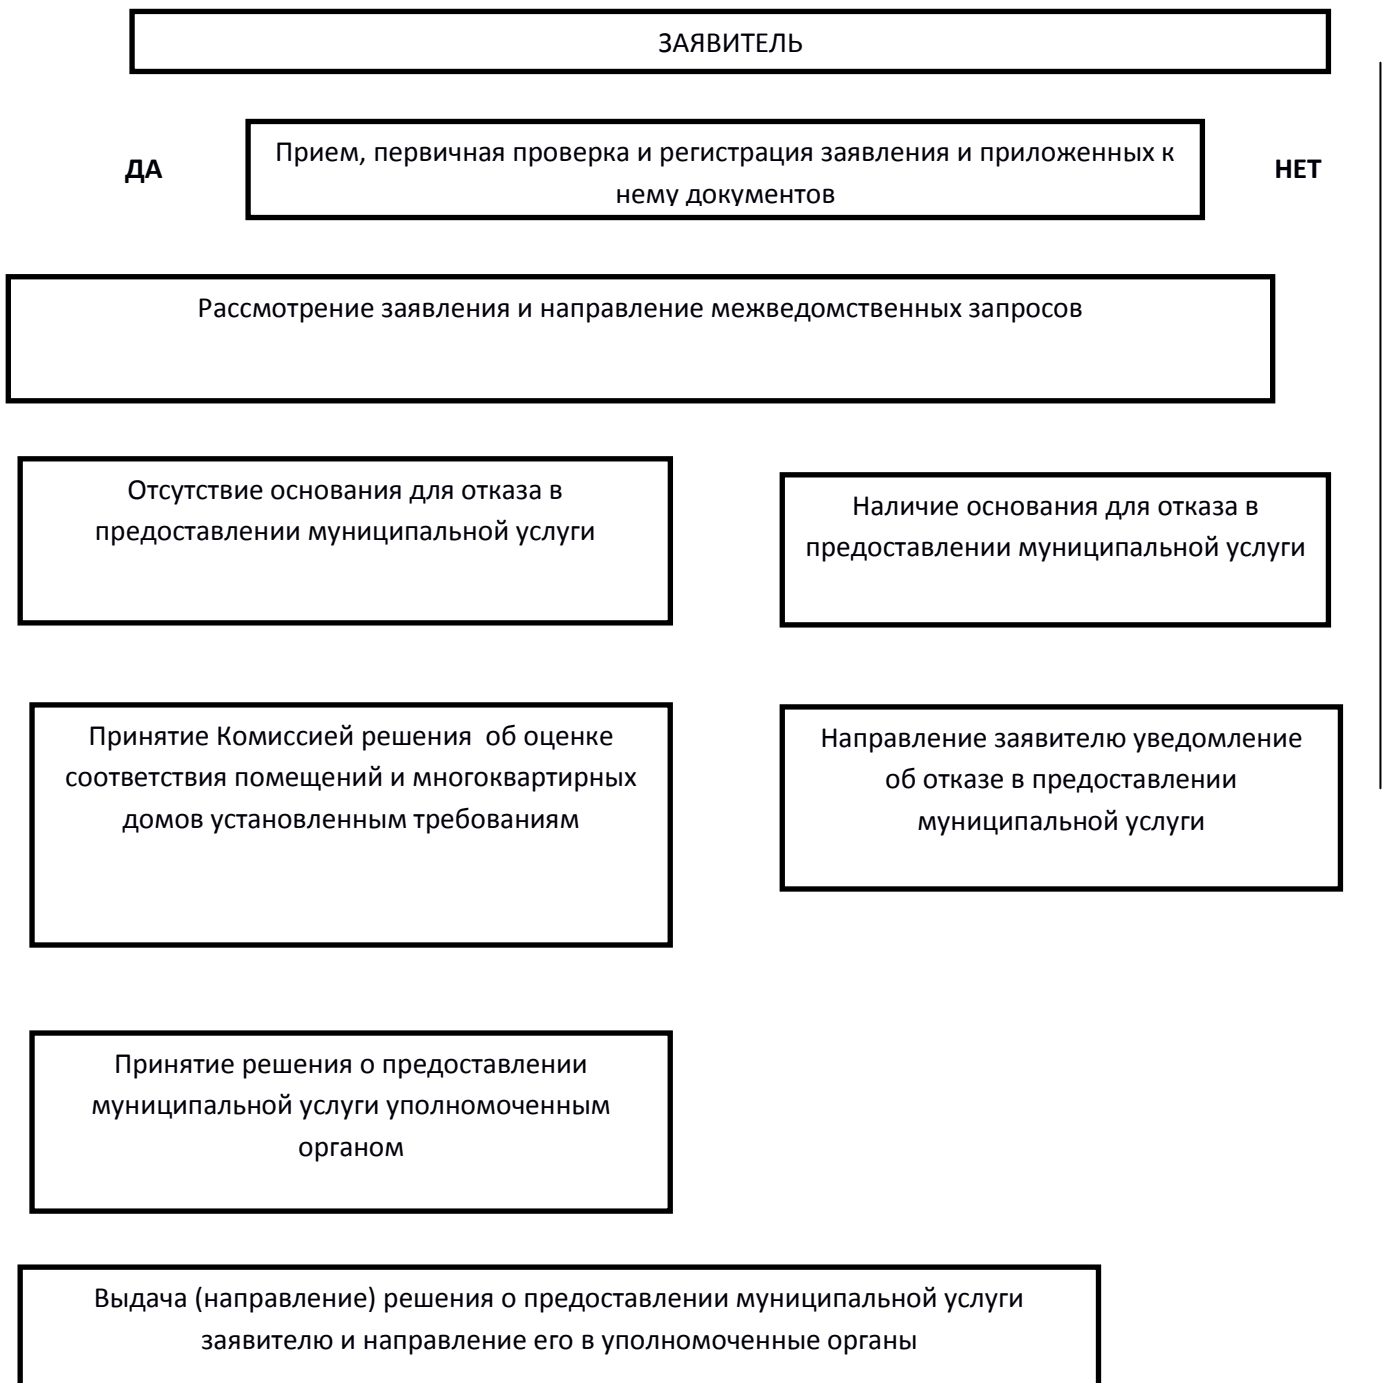 ЗАЯВИТЕЛЬ
ДА
Прием, первичная проверка и регистрация заявления и приложенных к
нему документов
НЕТ
Рассмотрение заявления и направление межведомственных запросов
Отсутствие основания для отказа в
предоставлении муниципальной услуги
Наличие основания для отказа в
предоставлении муниципальной услуги
Принятие Комиссией решения  об оценке
соответствия помещений и многоквартирных
домов установленным требованиям
Направление заявителю уведомление
об отказе в предоставлении
муниципальной услуги
Принятие решения о предоставлении
муниципальной услуги уполномоченным
органом
Выдача (направление) решения о предоставлении муниципальной услуги
заявителю и направление его в уполномоченные органы